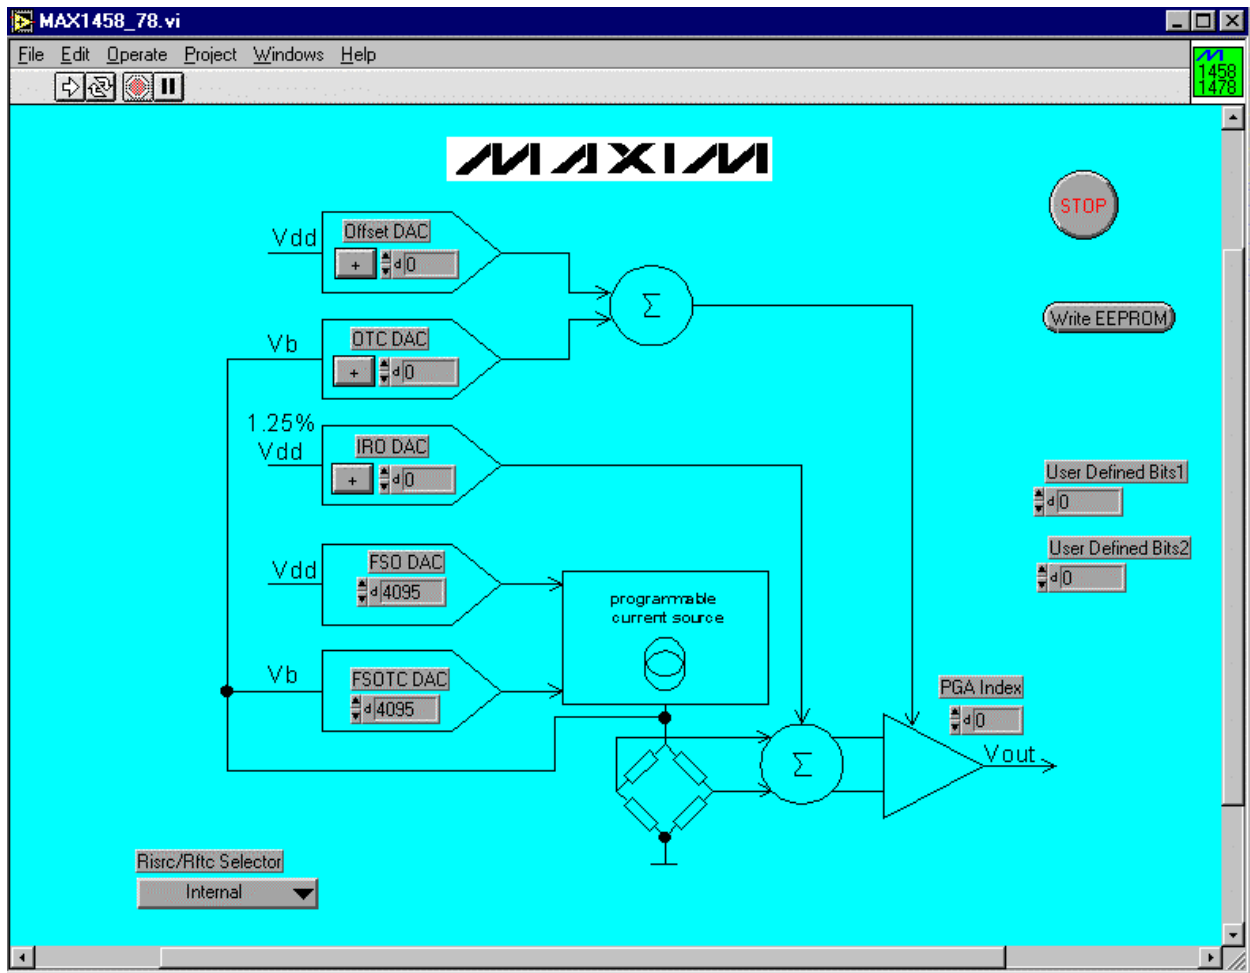 MAX1458_78.vi
File Edit Operate Project Windows Help
1458
1478
MAXIM
STOP
Vdd
Offset DAC
+
d 0
Σ
Write EEPROM
Vb
OTC DAC
+
d 0
1.25%
Vdd
IRO DAC
+
d 0
User Defined Bits1
d 0
User Defined Bits2
d 0
Vdd
FSO DAC
d 4095
programmable
current source
Vb
FSOTC DAC
d 4095
PGA Index
d 0
Σ
Vout
Risrc/Rftc Selector
Internal